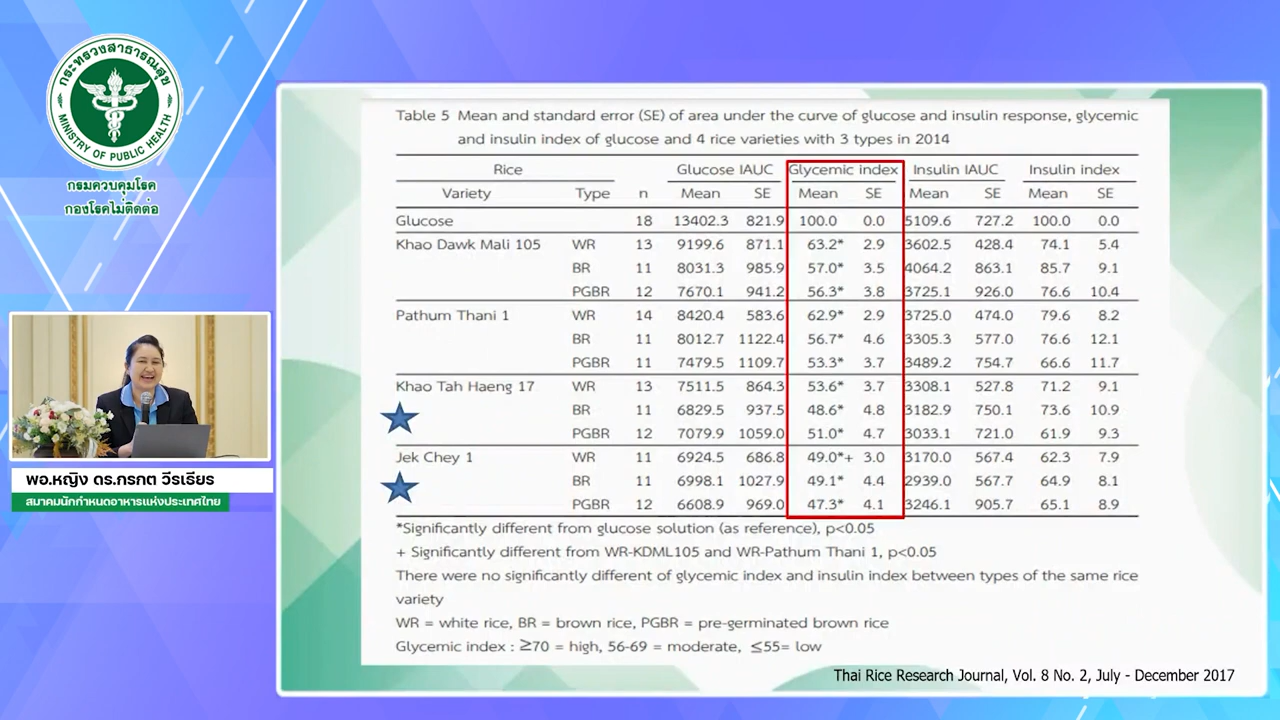 กระทรวงสาธารณสุข
MINISTRY OF PUBLIC HEALTH
กรมควบคุมโรค
กองโรคไม่ติดต่อ
Table 5 Mean and standard error (SE) of area under the curve of glucose and insulin response, glycemic
and insulin index of glucose and 4 rice varieties with 3 types in 2014
Rice Glucose IAUC Glycemic index Insulin IAUC Insulin index
Variety Type n Mean SE Mean SE Mean SE Mean SE
Glucose 18 13402.3 821.9 100.0 0.0 5109.6 727.2 100.0 0.0
Khao Dawk Mali 105 WR 13 9199.6 871.1 63.2* 2.9 3602.5 428.4 74.1 5.4
BR 11 8031.3 985.9 57.0* 3.5 4064.2 863.1 85.7 9.1
PGBR 12 7670.1 941.2 56.3* 3.8 3725.1 926.0 76.6 10.4
Pathum Thani 1 WR 14 8420.4 583.6 62.9* 2.9 3725.0 474.0 79.6 8.2
BR 11 8012.7 1122.4 56.7* 4.6 3305.3 577.0 76.6 12.1
PGBR 11 7479.5 1109.7 53.3* 3.7 3489.2 754.7 66.6 11.7
Khao Tah Haeng 17 WR 13 7511.5 864.3 53.6* 3.7 3308.1 527.8 71.2 9.1
BR 11 6829.5 937.5 48.6* 4.8 3182.9 750.1 73.6 10.9
PGBR 12 7079.9 1059.0 51.0* 4.7 3033.1 721.0 61.9 9.3
Jek Chey 1 WR 11 6924.5 686.8 49.0*+ 3.0 3170.0 567.4 62.3 7.9
BR 11 6998.1 1027.9 49.1* 4.4 2939.0 567.7 64.9 8.1
PGBR 12 6608.9 969.0 47.3* 4.1 3246.1 905.7 65.1 8.9
*Significantly different from glucose solution (as reference), p<0.05
+ Significantly different from WR-KDML105 and WR-Pathum Thani 1, p<0.05
There were no significantly different of glycemic index and insulin index between types of the same rice
variety
WR = white rice, BR = brown rice, PGBR = pre-germinated brown rice
Glycemic index : ≥70 = high, 56-69 = moderate, ≤55= low
Thai Rice Research Journal, Vol. 8 No. 2, July - December 2017
พอ.หญิง ดร.กรกต วีรเธียร
สมาคมนักกำหนดอาหารแห่งประเทศไทย